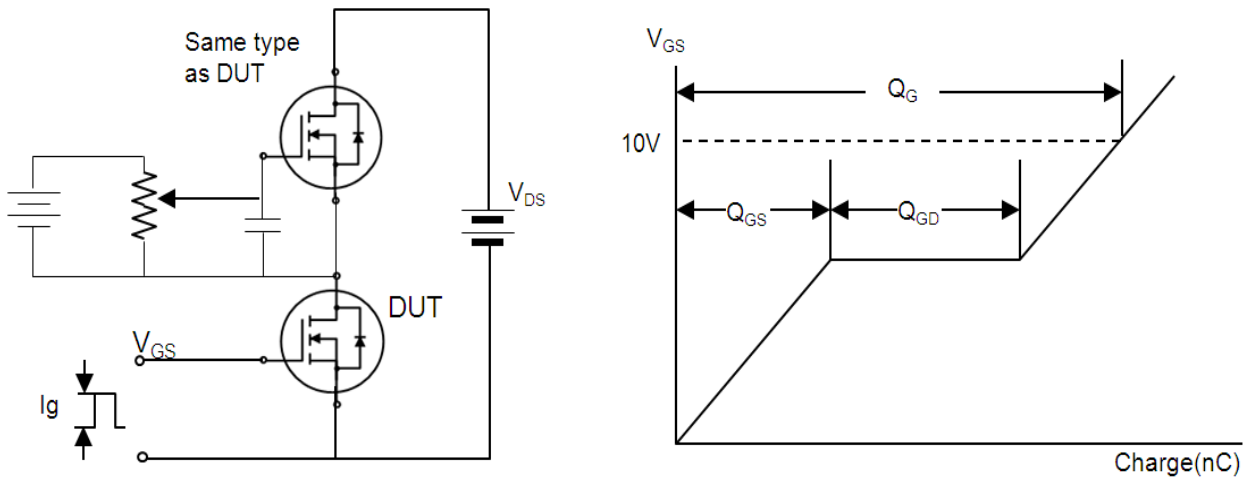 Same type
as DUT
V_DS
DUT
V_GS
Ig
V_GS
Q_G
10V
Q_GS
Q_GD
Charge(nC)